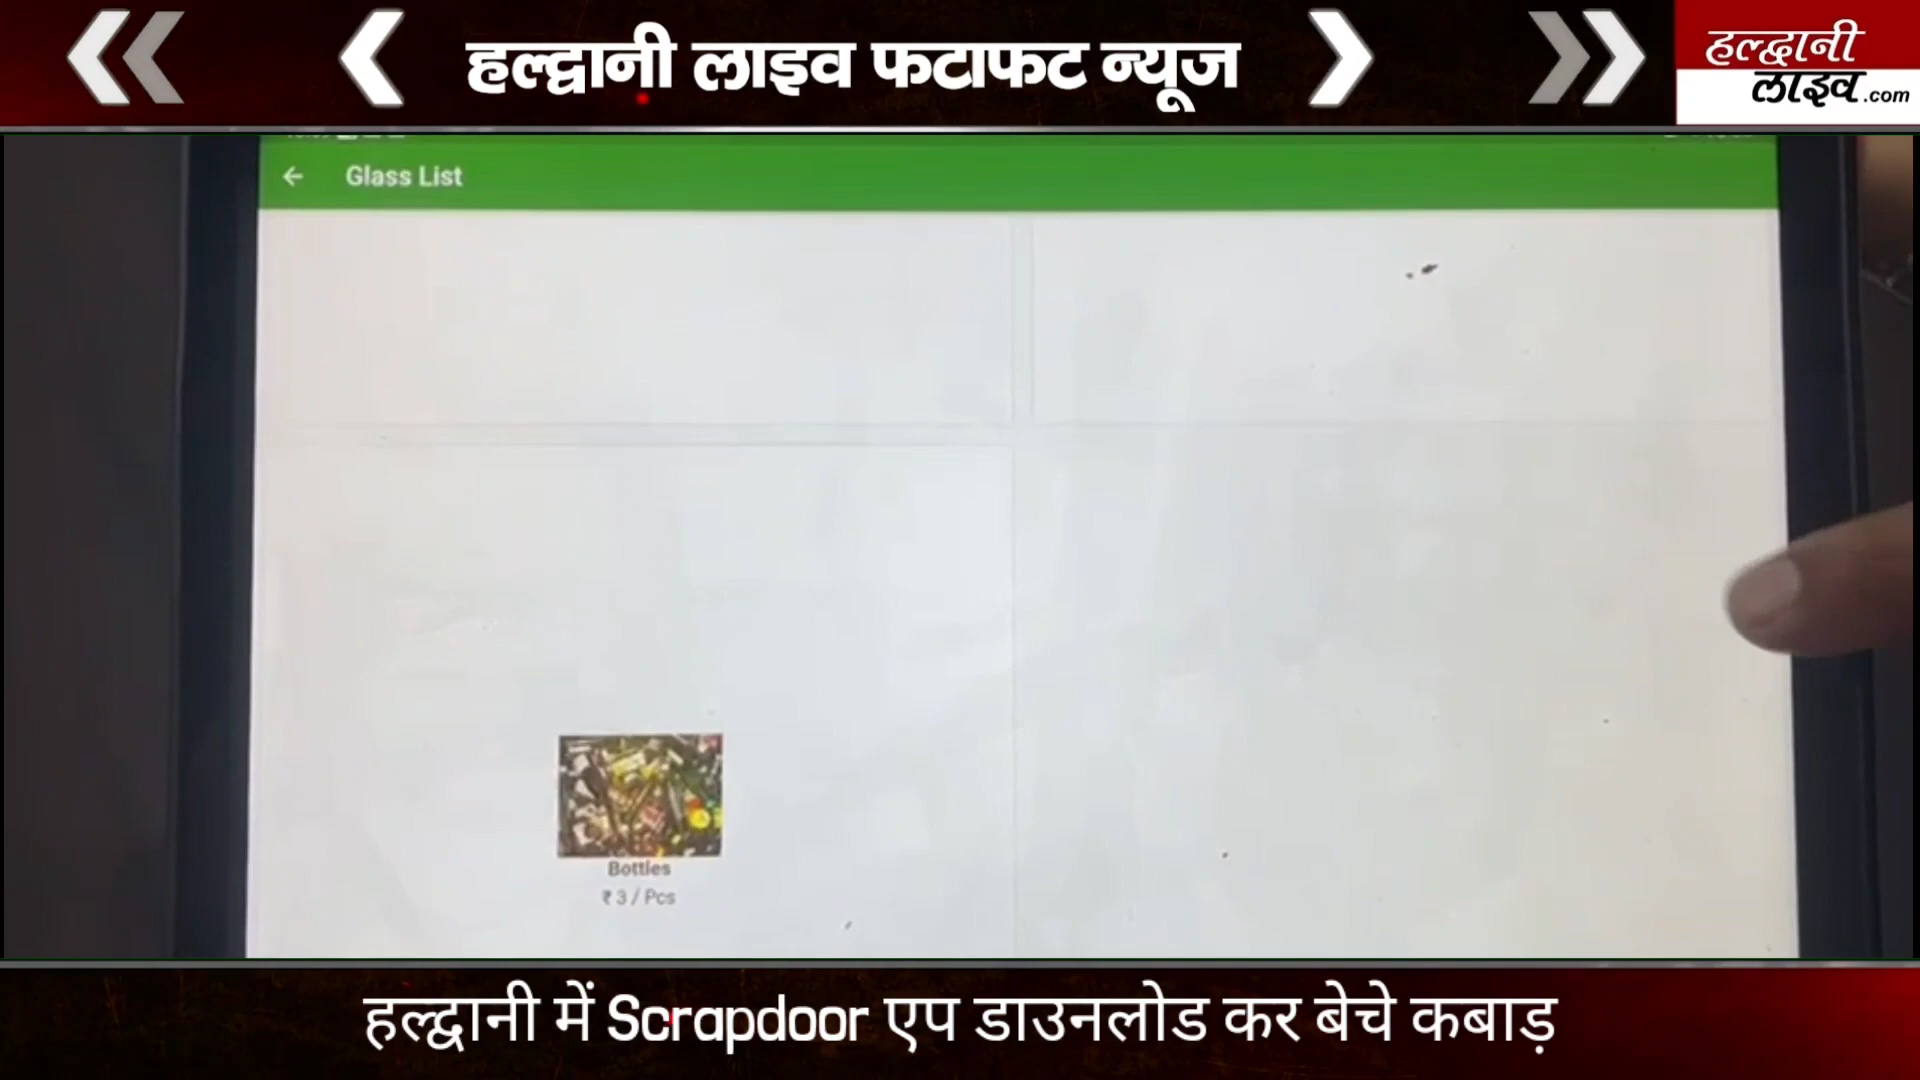 हल्द्वानी लाइव फटाफट न्यूज
हल्द्वानी
लाइव.com
Glass List
Bottles
₹ 3 / Pcs
हल्द्वानी में Scrapdoor एप डाउनलोड कर बेचे कबाड़